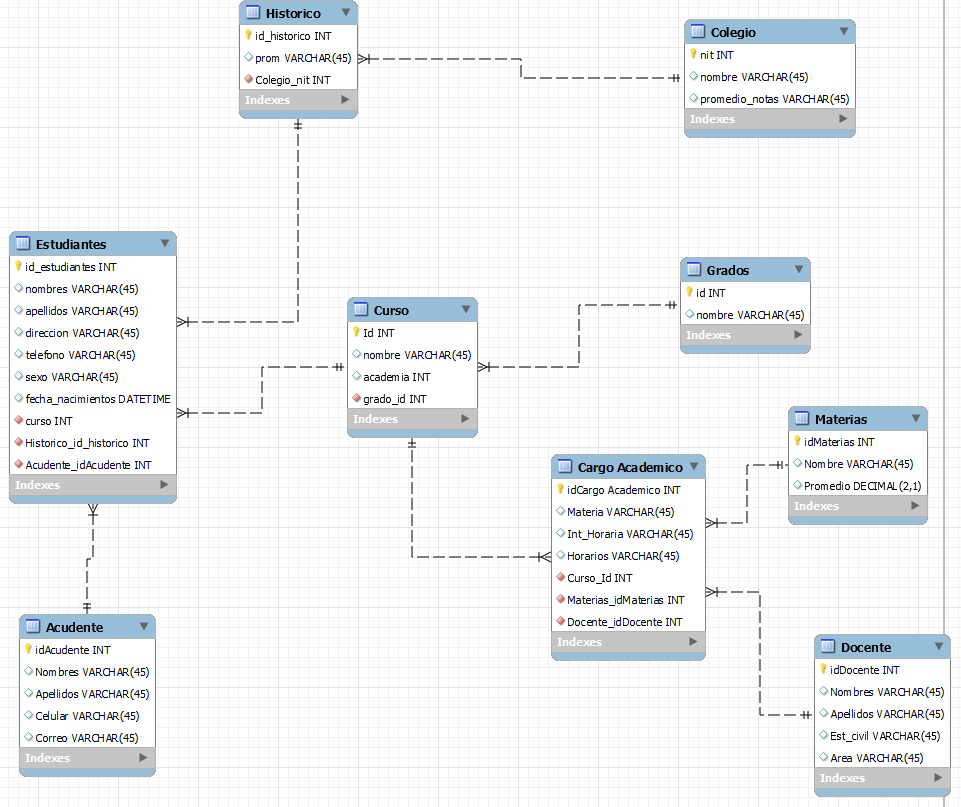 Historico
id_historico INT
prom VARCHAR(45)
Colegio_nit INT
Indexes
Colegio
nit INT
nombre VARCHAR(45)
promedio_notas VARCHAR(45)
Indexes
Estudiantes
id_estudiantes INT
nombres VARCHAR(45)
apellidos VARCHAR(45)
direccion VARCHAR(45)
telefono VARCHAR(45)
sexo VARCHAR(45)
fecha_nacimientos DATETIME
curso INT
Historico_id_historico INT
Acudente_idAcudente INT
Indexes
Curso
Id INT
nombre VARCHAR(45)
academia INT
grado_id INT
Indexes
Grados
id INT
nombre VARCHAR(45)
Indexes
Materias
idMaterias INT
Nombre VARCHAR(45)
Promedio DECIMAL(2,1)
Indexes
Cargo Academico
idCargo Academico INT
Materia VARCHAR(45)
Int_Horaria VARCHAR(45)
Horarios VARCHAR(45)
Curso_Id INT
Materias_idMaterias INT
Docente_idDocente INT
Indexes
Acudente
idAcudente INT
Nombres VARCHAR(45)
Apellidos VARCHAR(45)
Celular VARCHAR(45)
Correo VARCHAR(45)
Indexes
Docente
idDocente INT
Nombres VARCHAR(45)
Apellidos VARCHAR(45)
Est_civil VARCHAR(45)
Area VARCHAR(45)
Indexes